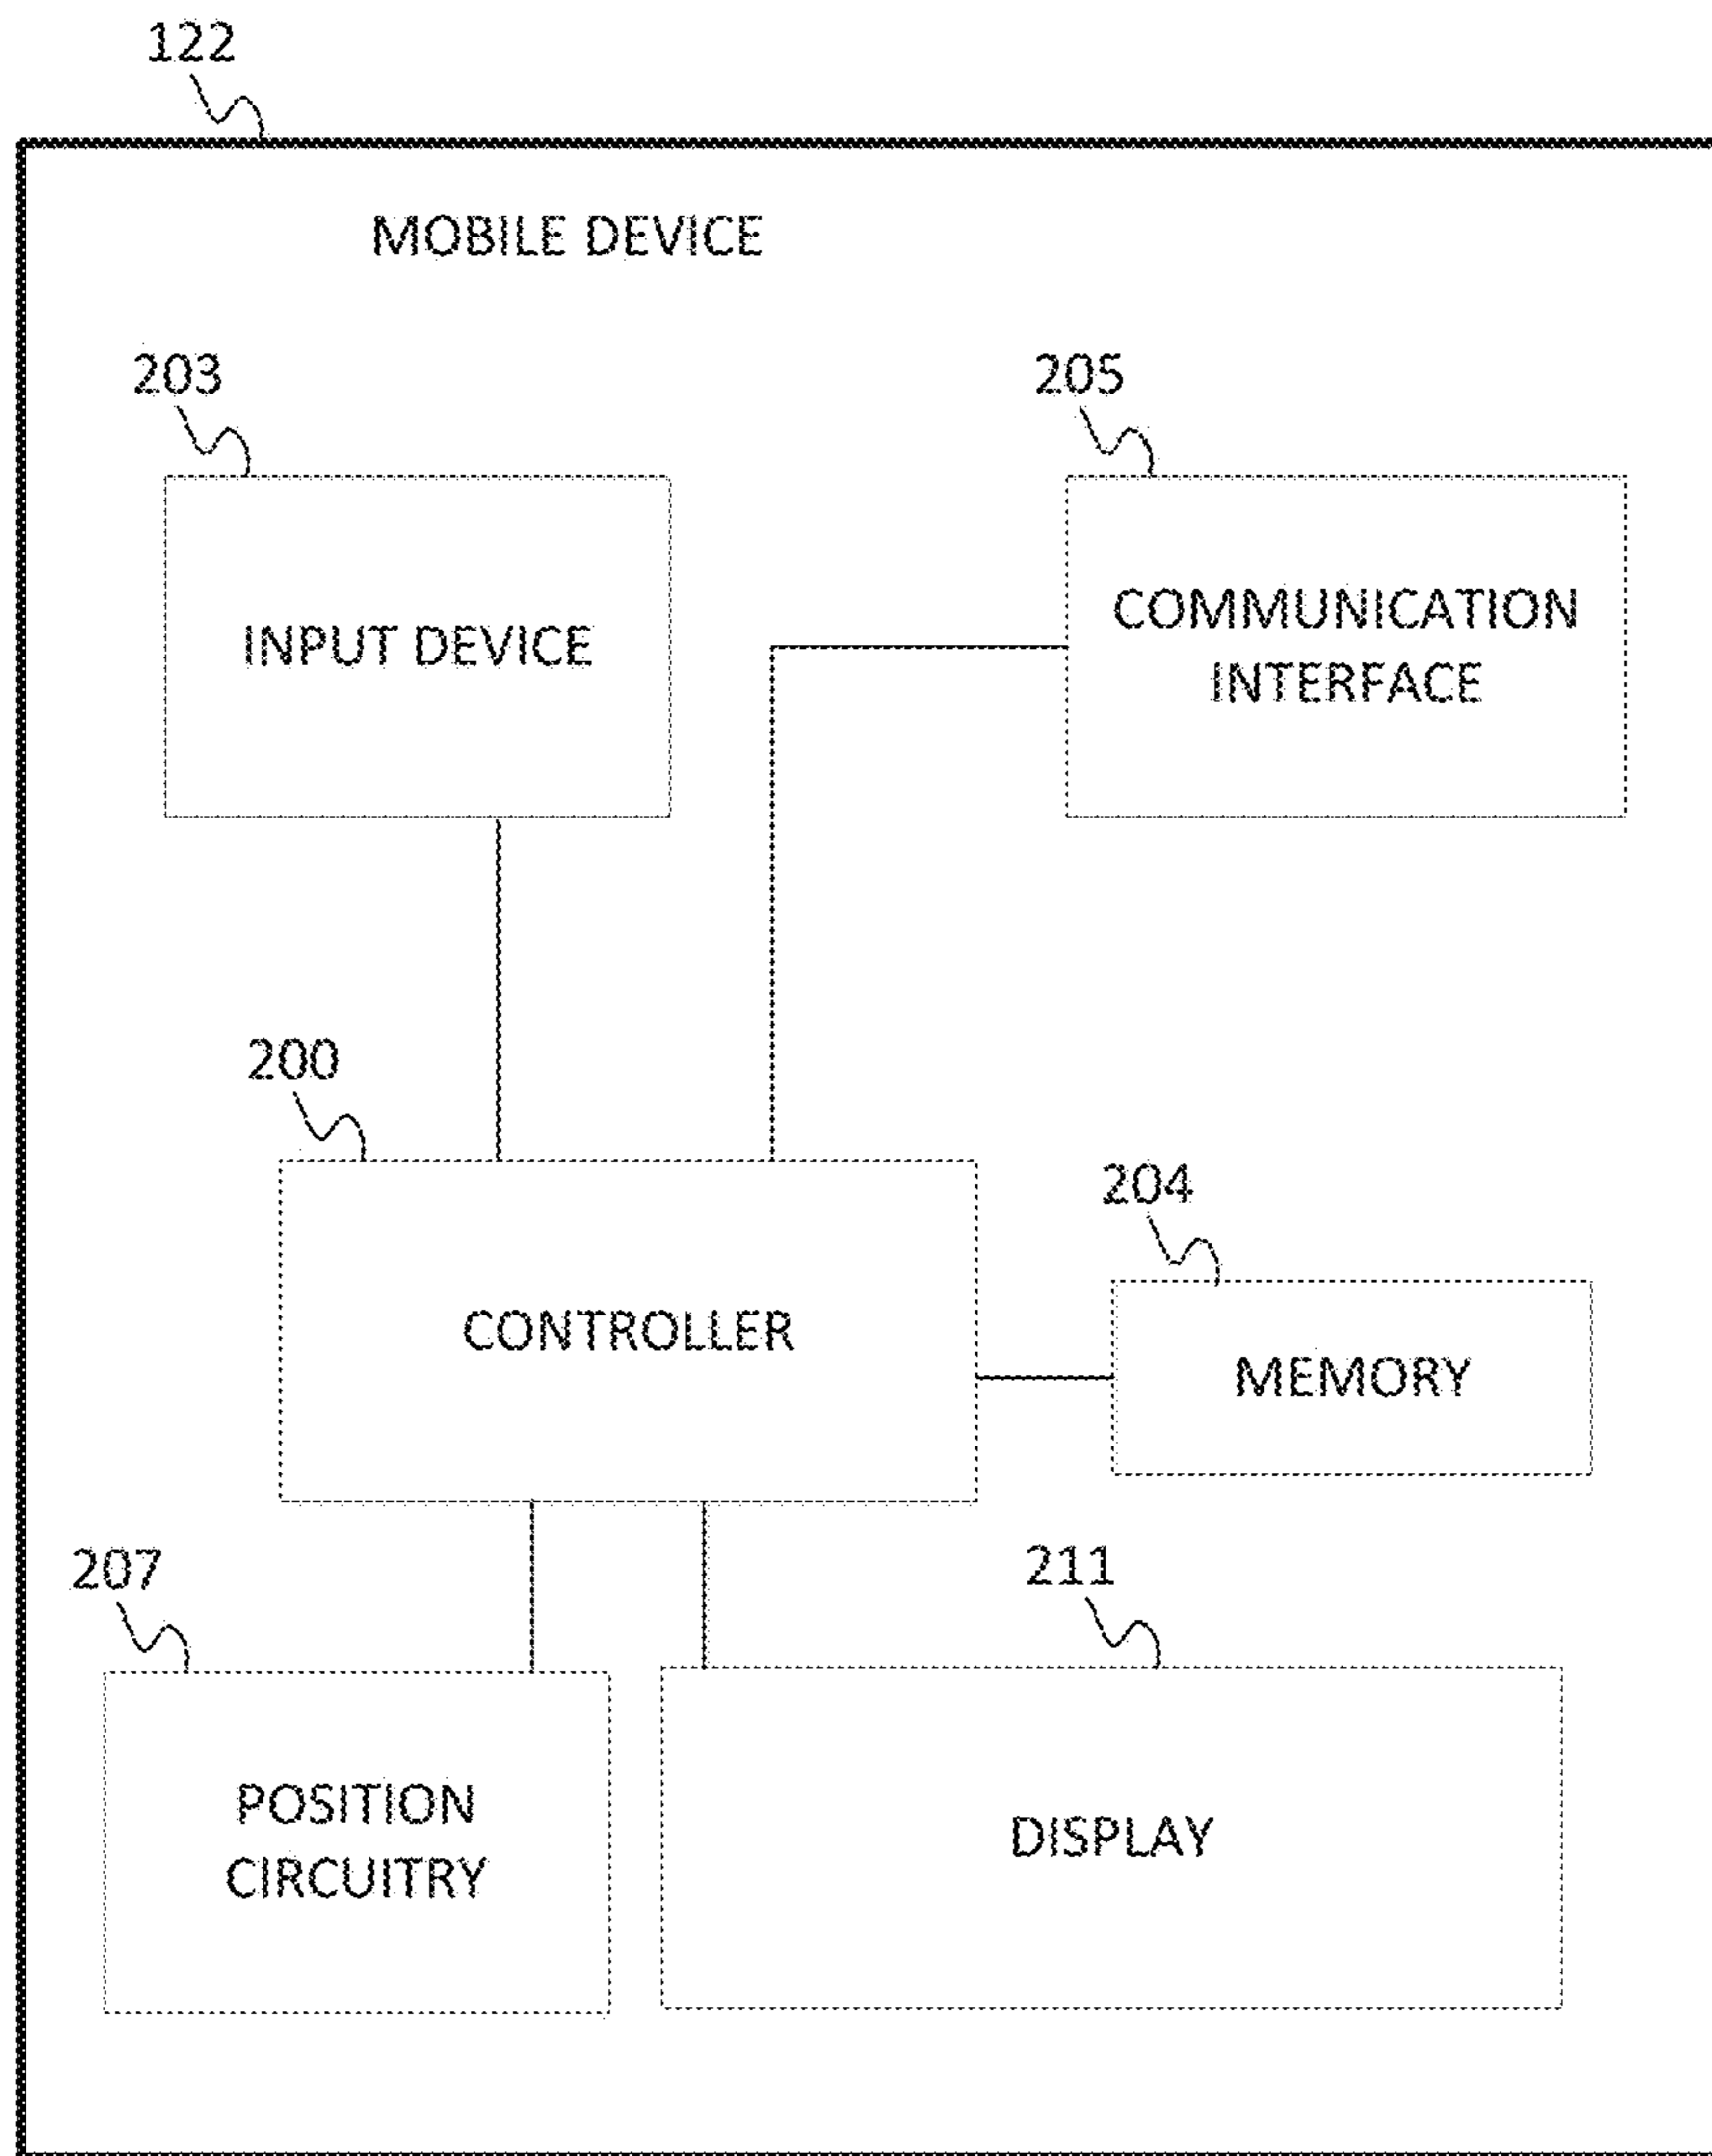 122
MOBILE DEVICE
203
205
INPUT DEVICE
COMMUNICATION
INTERFACE
200
204
CONTROLLER
MEMORY
207
211
POSITION
CIRCUITRY
DISPLAY